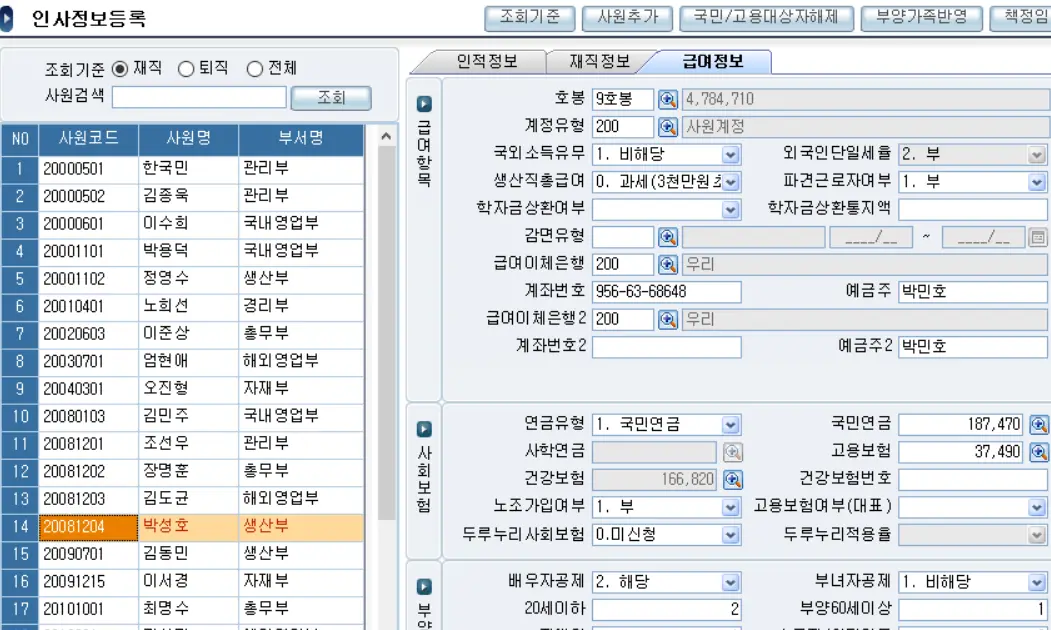 인사정보등록
조회기준 사원추가 국민/고용대상자해제 부양가족반영 책정임
조회기준 재직 퇴직 전체
사원검색 조회
NO 사원코드 사원명 부서명
1 20000501 한국민 관리부
2 20000502 김종욱 관리부
3 20000601 이수희 국내영업부
4 20001101 박용덕 국내영업부
5 20001102 정영수 생산부
6 20010401 노희선 경리부
7 20020603 이준상 총무부
8 20030701 엄현애 해외영업부
9 20040301 오진형 자재부
10 20080103 김민주 국내영업부
11 20081201 조선우 관리부
12 20081202 장명훈 총무부
13 20081203 김도균 해외영업부
14 20081204 박성호 생산부
15 20090701 김동민 생산부
16 20091215 이서경 자재부
17 20101001 최명수 총무부
인적정보 재직정보 급여정보
급여항목
호봉 9호봉 4,784,710
계정유형 200 사원계정
국외소득유무 1. 비해당 외국인단일세율 2. 부
생산직총급여 0. 과세(3천만원초 파견근로자여부 1. 부
학자금상환여부 학자금상환통지액
감면유형 ____/__ ~ ____/__
급여이체은행 200 우리
계좌번호 956-63-68648 예금주 박민호
급여이체은행2 200 우리
계좌번호2 예금주2 박민호
사회보험
연금유형 1. 국민연금 국민연금 187,470
사학연금 고용보험 37,490
건강보험 166,820 건강보험번호
노조가입여부 1. 부 고용보험여부(대표)
두루누리사회보험 0.미신청 두루누리적용율
부양
배우자공제 2. 해당 부녀자공제 1. 비해당
20세이하 2 부양60세이상 1